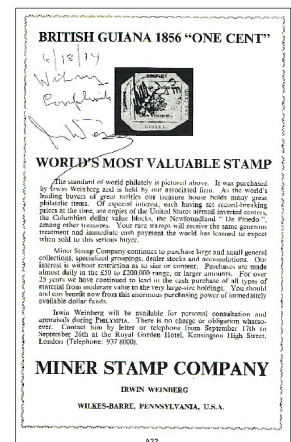 BRITISH GUIANA 1856 "ONE CENT"
WORLD'S MOST VALUABLE STAMP
The standard of world philately is pictured above. It was purchased
by Irwin Weinberg and is held by our associated firm. As the world's
leading buyers of great rarities our treasure house holds many great
philatelic items. Of especial interest, each having set record-breaking
prices at the time, are copies of the United States airmail inverted centres,
the Columbian dollar value blocks, the Newfoundland "De Pinedo",
among other treasures. Your rare stamps will receive the same generous
treatment and immediate cash payment the world has learned to expect
when sold to this serious buyer.
Miner Stamp Company continues to purchase large and small general
collections, specialized groupings, dealer stocks and accumulations. Our
interest is without restriction as to size or content. Purchases are made
almost daily in the £50 to £200,000 range, or larger amounts. For over
25 years we have continued to lead in the cash purchase of all types of
material from moderate value to the very large-size holdings. You should
and can benefit now from this enormous purchasing power of immediately
available dollar funds.
Irwin Weinberg will be available for personal consultation and
appraisals during PHILYMPIA. There is no charge or obligation whatso-
ever. Contact him by letter or telephone from September 17th to
September 26th at the Royal Garden Hotel, Kensington High Street,
London (Telephone: 937 8000).
MINER STAMP COMPANY
IRWIN WEINBERG
WILKES-BARRE, PENNSYLVANIA, U.S.A.